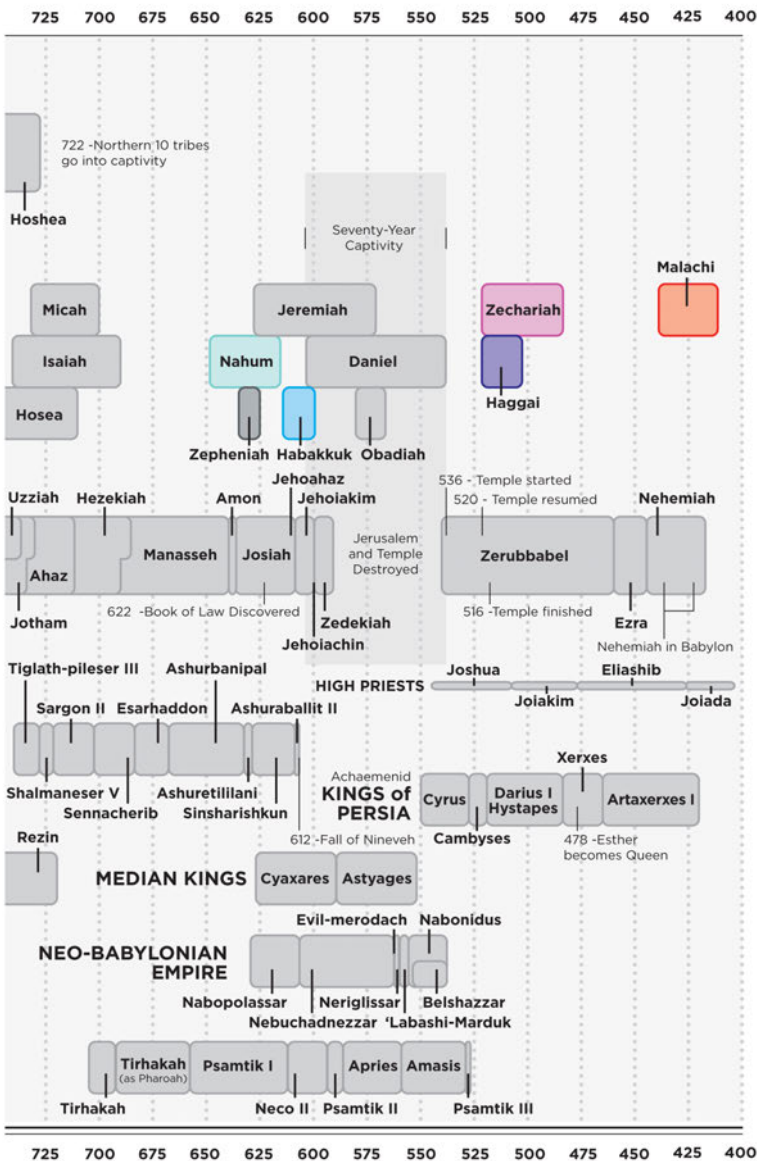 725 700 675 650 625 600 575 550 525 500 475 450 425 400
722 -Northern 10 tribes
go into captivity
Hoshea
Seventy-Year
Captivity
Malachi
Micah
Jeremiah
Zechariah
Isaiah
Nahum
Daniel
Haggai
Hosea
Zepheniah
Habakkuk
Obadiah
Jehoahaz
536 - Temple started
520 - Temple resumed
Uzziah
Hezekiah
Amon
Jehoiakim
Nehemiah
Ahaz
Manasseh
Josiah
Jerusalem
and Temple
Destroyed
Zerubbabel
622 -Book of Law Discovered
516 -Temple finished
Jotham
Zedekiah
Ezra
Jehoiachin
Nehemiah in Babylon
Tiglath-pileser III
Ashurbanipal
HIGH PRIESTS
Joshua
Eliashib
Joiakim
Joiada
Sargon II
Esarhaddon
Ashuraballit II
Shalmaneser V
Ashuretililani
Sennacherib
Sinsharishkun
Xerxes
Achaemenid
KINGS of
PERSIA
Cyrus
Darius I
Hystapes
Artaxerxes I
Cambyses
478 -Esther
becomes Queen
612 -Fall of Nineveh
Rezin
MEDIAN KINGS
Cyaxares
Astyages
Evil-merodach
Nabonidus
NEO-BABYLONIAN
EMPIRE
Nabopolassar
Neriglissar
Belshazzar
Nebuchadnezzar
‘Labashi-Marduk
Tirhakah
(as Pharoah)
Psamtik I
Apries
Amasis
Tirhakah
Neco II
Psamtik II
Psamtik III
725 700 675 650 625 600 575 550 525 500 475 450 425 400